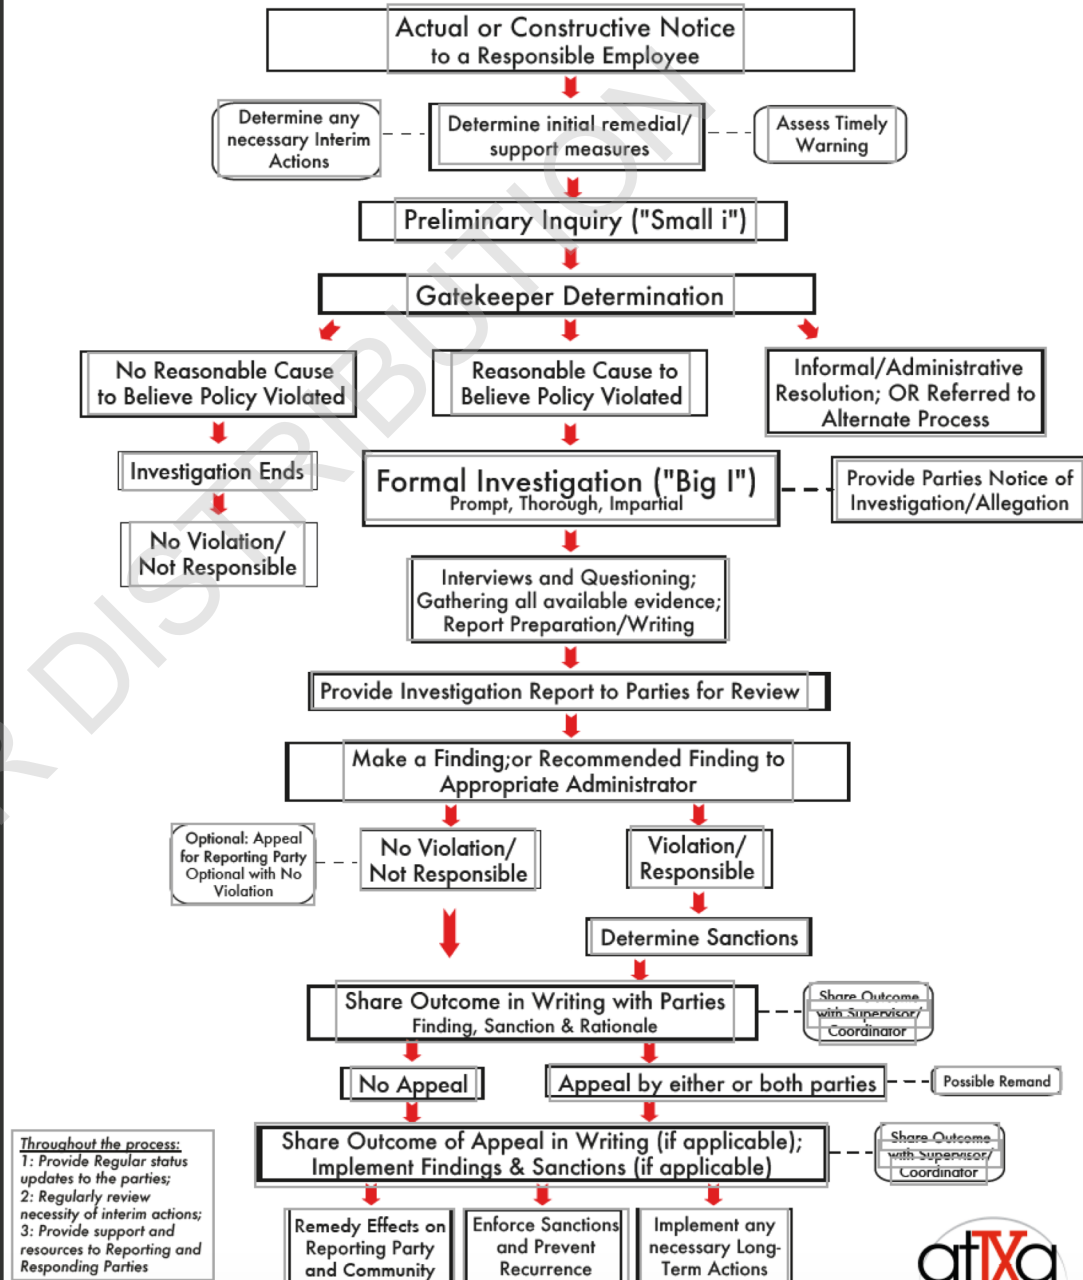 Actual or Constructive Notice
to a Responsible Employee
Determine any
necessary Interim
Actions
Determine initial remedial/
support measures
Assess Timely
Warning
Preliminary Inquiry ("Small i")
Gatekeeper Determination
No Reasonable Cause
to Believe Policy Violated
Reasonable Cause to
Believe Policy Violated
Informal/Administrative
Resolution; OR Referred to
Alternate Process
Investigation Ends
Formal Investigation ("Big I")
Prompt, Thorough, Impartial
Provide Parties Notice of
Investigation/Allegation
No Violation/
Not Responsible
Interviews and Questioning;
Gathering all available evidence;
Report Preparation/Writing
Provide Investigation Report to Parties for Review
Make a Finding;or Recommended Finding to
Appropriate Administrator
Optional: Appeal
for Reporting Party
Optional with No
Violation
No Violation/
Not Responsible
Violation/
Responsible
Determine Sanctions
Share Outcome in Writing with Parties
Finding, Sanction & Rationale
Share Outcome
with Supervisor/
Coordinator
No Appeal
Appeal by either or both parties
Possible Remand
Share Outcome of Appeal in Writing (if applicable);
Implement Findings & Sanctions (if applicable)
Share Outcome
with Supervisor/
Coordinator
Throughout the process:
1: Provide Regular status
updates to the parties;
2: Regularly review
necessity of interim actions;
3: Provide support and
resources to Reporting and
Responding Parties
Remedy Effects on
Reporting Party
and Community
Enforce Sanctions
and Prevent
Recurrence
Implement any
necessary Long-
Term Actions
atIXa
R DISTRIBUTION